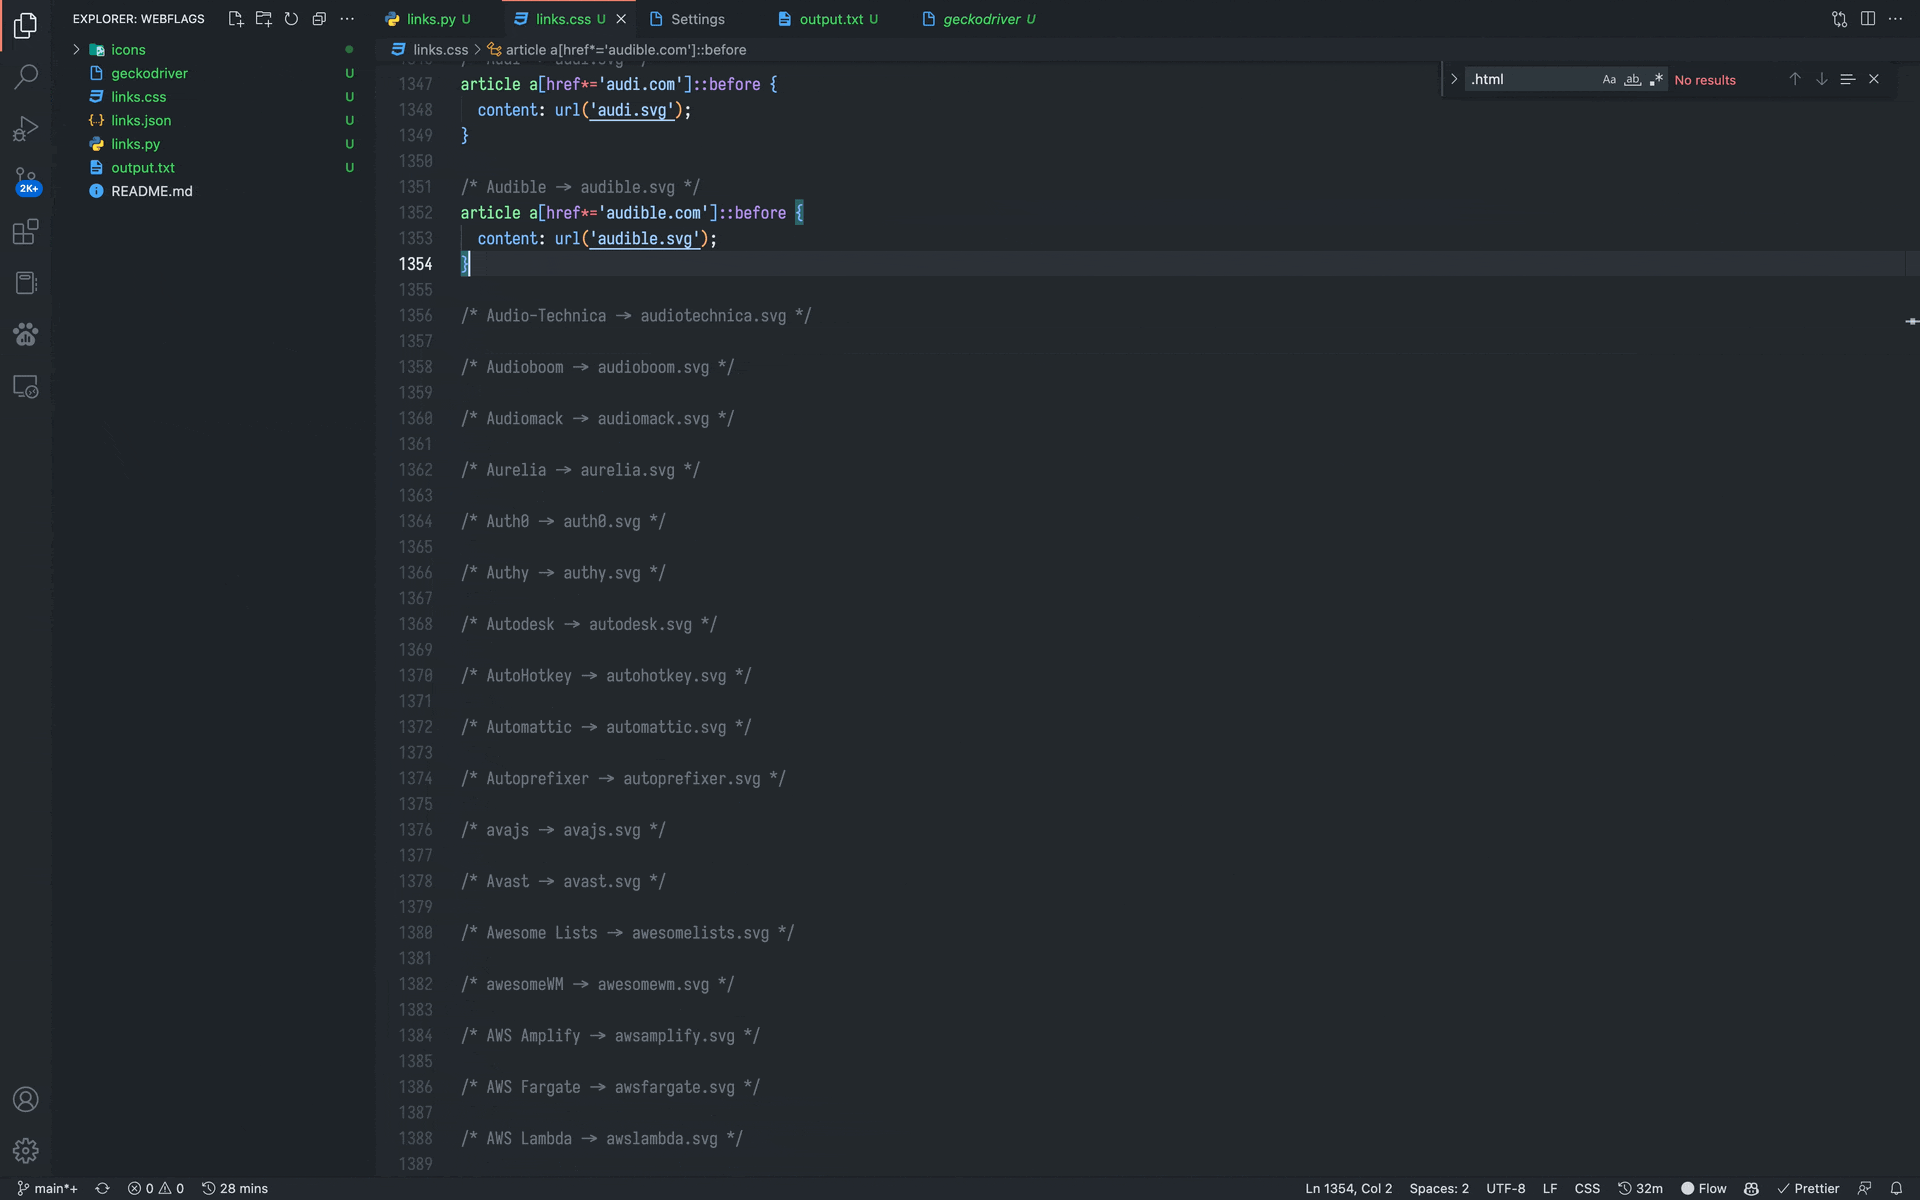 EXPLORER: WEBFLAGS
icons
geckodriver U
links.css U
links.json U
links.py U
output.txt U
README.md
2K+
links.py U
links.css U
Settings
output.txt U
geckodriver U
links.css > article a[href*='audible.com']::before
.html
Aa
ab
No results
1347 article a[href*='audi.com']::before {
1348 content: url('audi.svg');
1349 }
1350
1351 /* Audible → audible.svg */
1352 article a[href*='audible.com']::before {
1353 content: url('audible.svg');
1354 }
1355
1356 /* Audio-Technica → audiotechnica.svg */
1357
1358 /* Audioboom → audioboom.svg */
1359
1360 /* Audiomack → audiomack.svg */
1361
1362 /* Aurelia → aurelia.svg */
1363
1364 /* Auth0 → auth0.svg */
1365
1366 /* Authy → authy.svg */
1367
1368 /* Autodesk → autodesk.svg */
1369
1370 /* AutoHotkey → autohotkey.svg */
1371
1372 /* Automattic → automattic.svg */
1373
1374 /* Autoprefixer → autoprefixer.svg */
1375
1376 /* avajs → avajs.svg */
1377
1378 /* Avast → avast.svg */
1379
1380 /* Awesome Lists → awesomelists.svg */
1381
1382 /* awesomeWM → awesomewm.svg */
1383
1384 /* AWS Amplify → awsamplify.svg */
1385
1386 /* AWS Fargate → awsfargate.svg */
1387
1388 /* AWS Lambda → awslambda.svg */
1389
main*+ 0 0 28 mins Ln 1354, Col 2 Spaces: 2 UTF-8 LF CSS 32m Flow Prettier